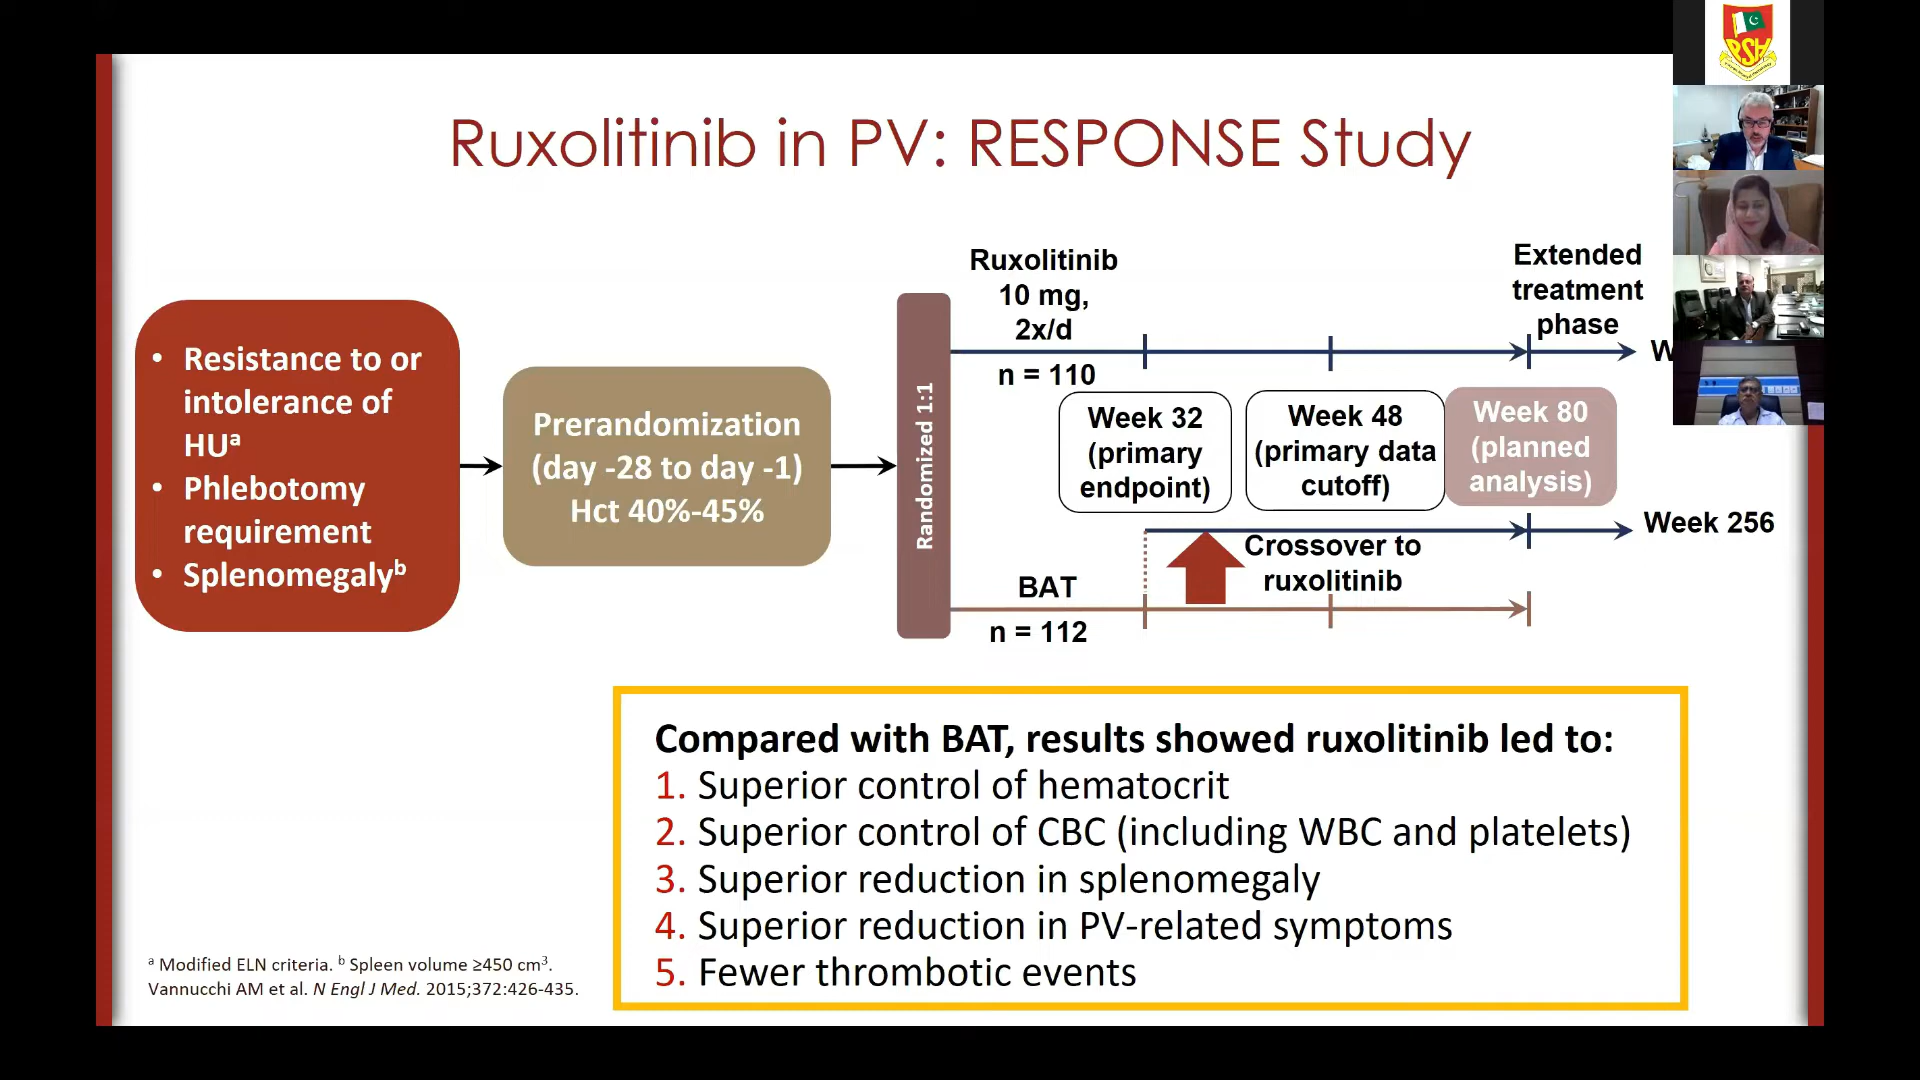 Ruxolitinib in PV: RESPONSE Study
• Resistance to or
intolerance of
HUᵃ
• Phlebotomy
requirement
• Splenomegalyᵇ
Prerandomization
(day -28 to day -1)
Hct 40%-45%
Randomized 1:1
Ruxolitinib
10 mg,
2x/d
n = 110
Extended
treatment
phase
W
Week 32
(primary
endpoint)
Week 48
(primary data
cutoff)
Week 80
(planned
analysis)
Week 256
Crossover to
ruxolitinib
BAT
n = 112
Compared with BAT, results showed ruxolitinib led to:
1. Superior control of hematocrit
2. Superior control of CBC (including WBC and platelets)
3. Superior reduction in splenomegaly
4. Superior reduction in PV-related symptoms
5. Fewer thrombotic events
ᵃ Modified ELN criteria. ᵇ Spleen volume ≥450 cm³.
Vannucchi AM et al. N Engl J Med. 2015;372:426-435.
PSH